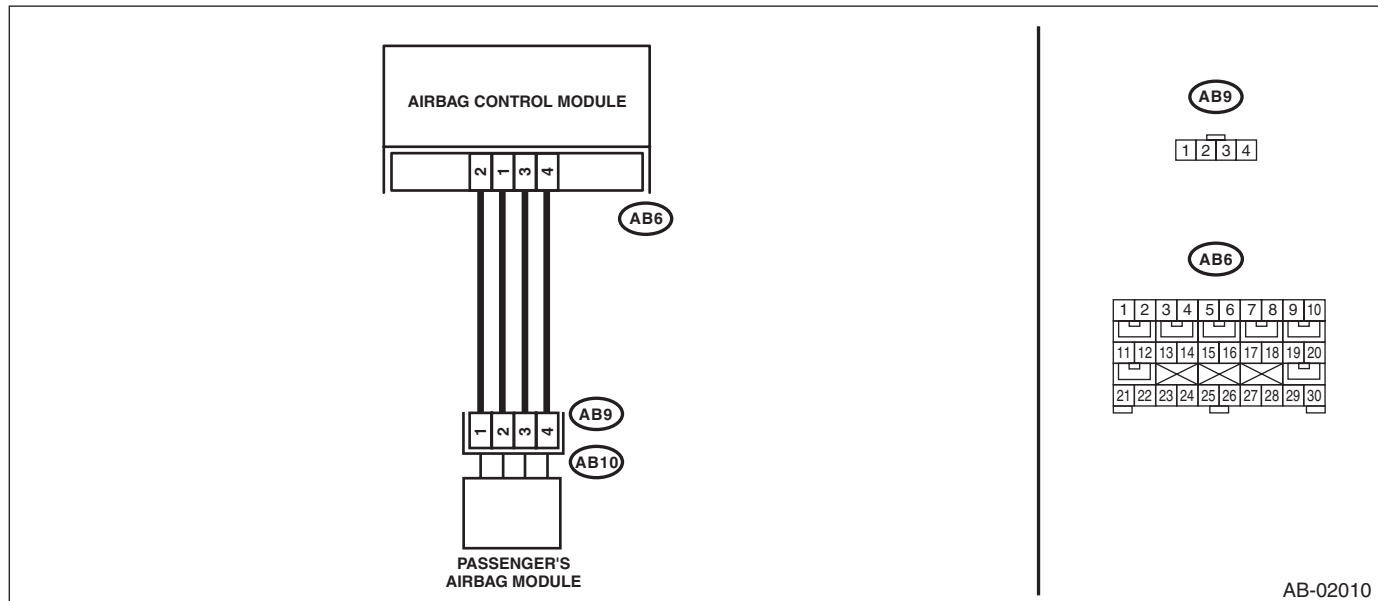 AIRBAG CONTROL MODULE
2 1 3 4
AB6
1 2 3 4
AB9
AB10
PASSENGER'S
AIRBAG MODULE
AB9
1 2 3 4
AB6
1 2 3 4 5 6 7 8 9 10
11 12 13 14 15 16 17 18 19 20
21 22 23 24 25 26 27 28 29 30
AB-02010